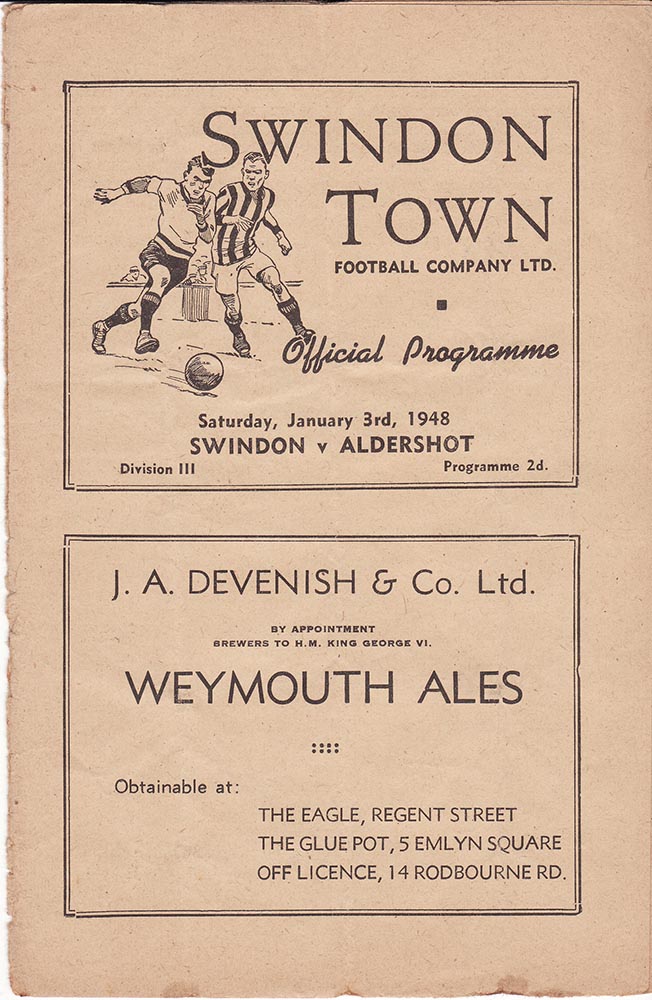 SWINDON
TOWN
FOOTBALL COMPANY LTD.
Official Programme
Saturday, January 3rd, 1948
SWINDON v ALDERSHOT
Division III Programme 2d.
J. A. DEVENISH & Co. Ltd.
BY APPOINTMENT
BREWERS TO H.M. KING GEORGE VI.
WEYMOUTH ALES
Obtainable at:
THE EAGLE, REGENT STREET
THE GLUE POT, 5 EMLYN SQUARE
OFF LICENCE, 14 RODBOURNE RD.